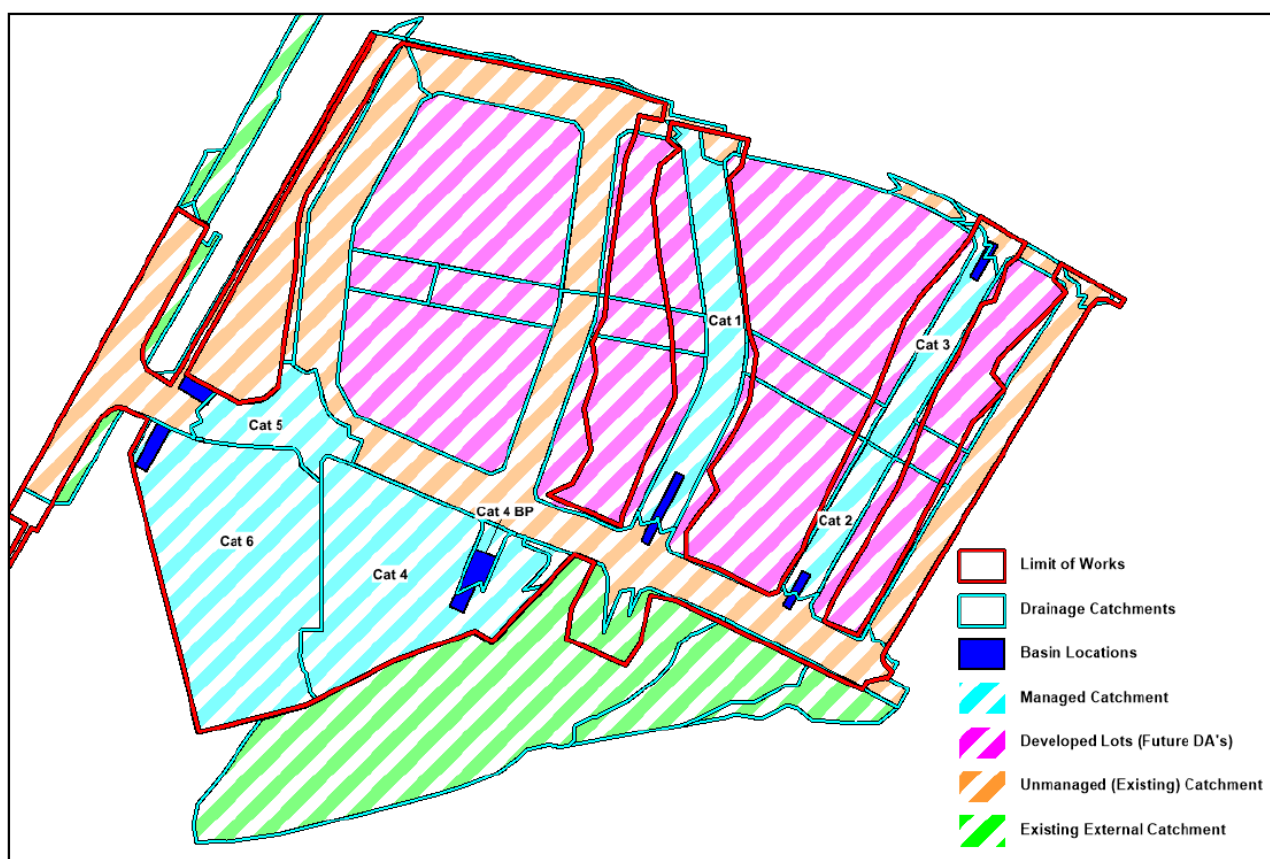 Cat 1
Cat 3
Cat 5
Cat 4 BP
Cat 2
Cat 6
Cat 4
Limit of Works
Drainage Catchments
Basin Locations
Managed Catchment
Developed Lots (Future DA's)
Unmanaged (Existing) Catchment
Existing External Catchment